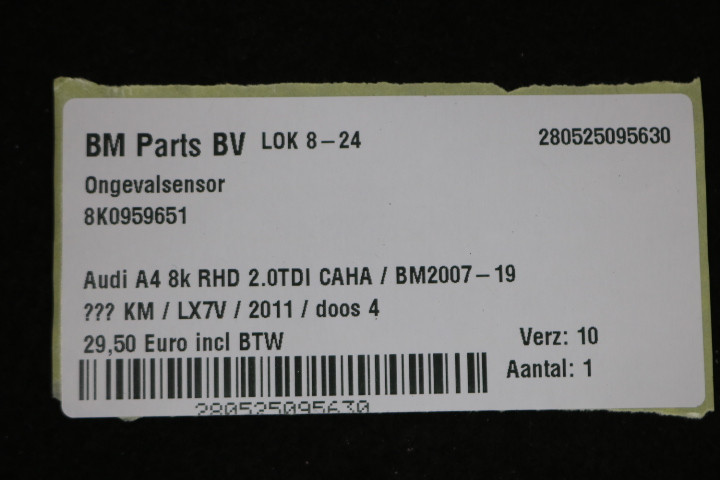 BM Parts BV LOK 8-24 280525095630
Ongevalsensor
8K0959651
Audi A4 8k RHD 2.0TDI CAHA / BM2007-19
??? KM / LX7V / 2011 / doos 4
29,50 Euro incl BTW Verz: 10
Aantal: 1
280525095630